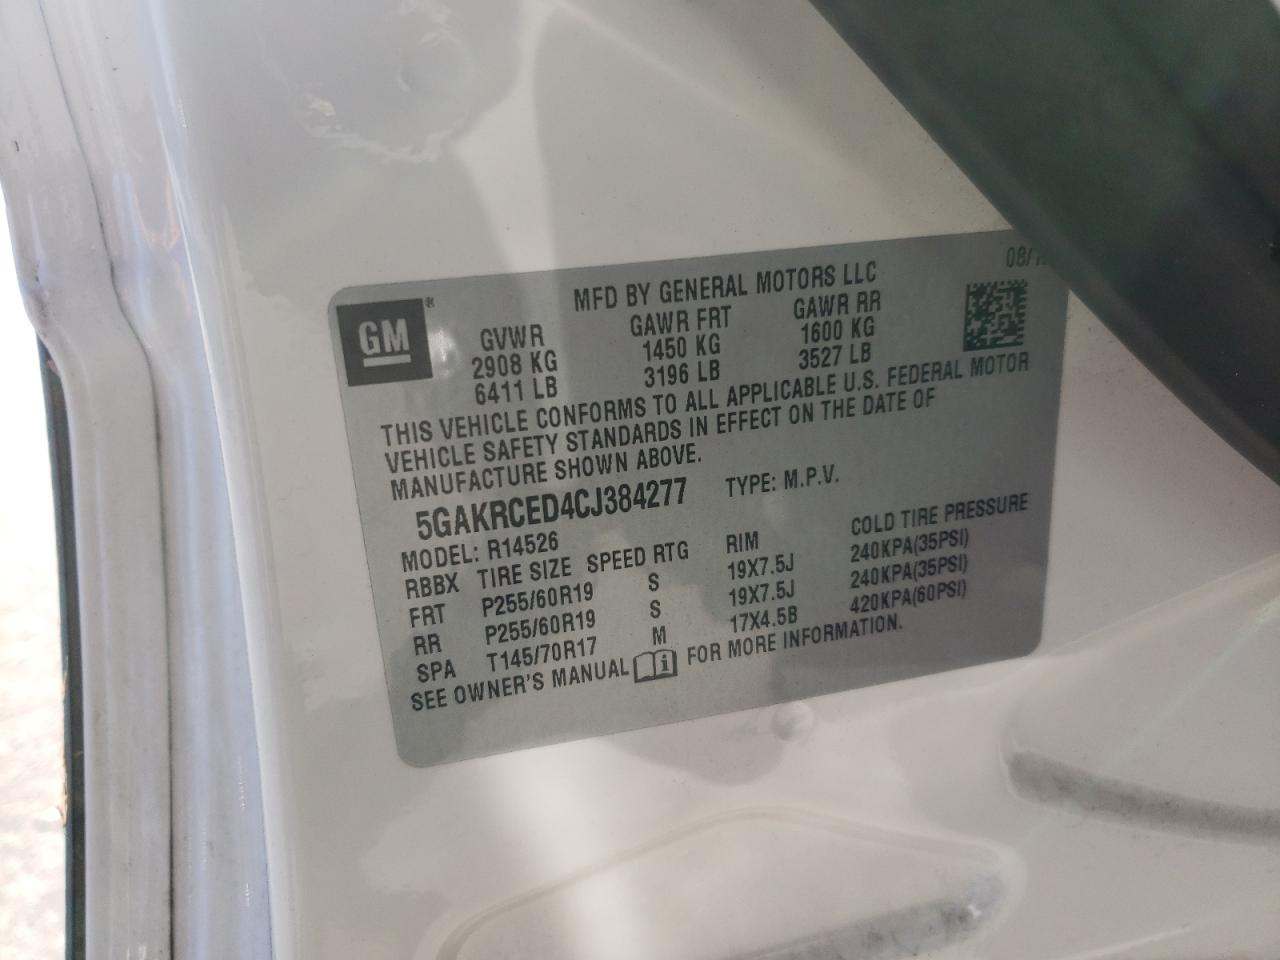 08/
MFD BY GENERAL MOTORS LLC
GM ®
GVWR GAWR FRT GAWR RR
2908 KG 1450 KG 1600 KG
6411 LB 3196 LB 3527 LB
THIS VEHICLE CONFORMS TO ALL APPLICABLE U.S. FEDERAL MOTOR
VEHICLE SAFETY STANDARDS IN EFFECT ON THE DATE OF
MANUFACTURE SHOWN ABOVE.
5GAKRCED4CJ384277 TYPE: M.P.V.
MODEL: R14526
RBBX TIRE SIZE SPEED RTG RIM COLD TIRE PRESSURE
FRT P255/60R19 S 19X7.5J 240KPA(35PSI)
RR P255/60R19 S 19X7.5J 240KPA(35PSI)
SPA T145/70R17 M 17X4.5B 420KPA(60PSI)
SEE OWNER'S MANUAL i FOR MORE INFORMATION.